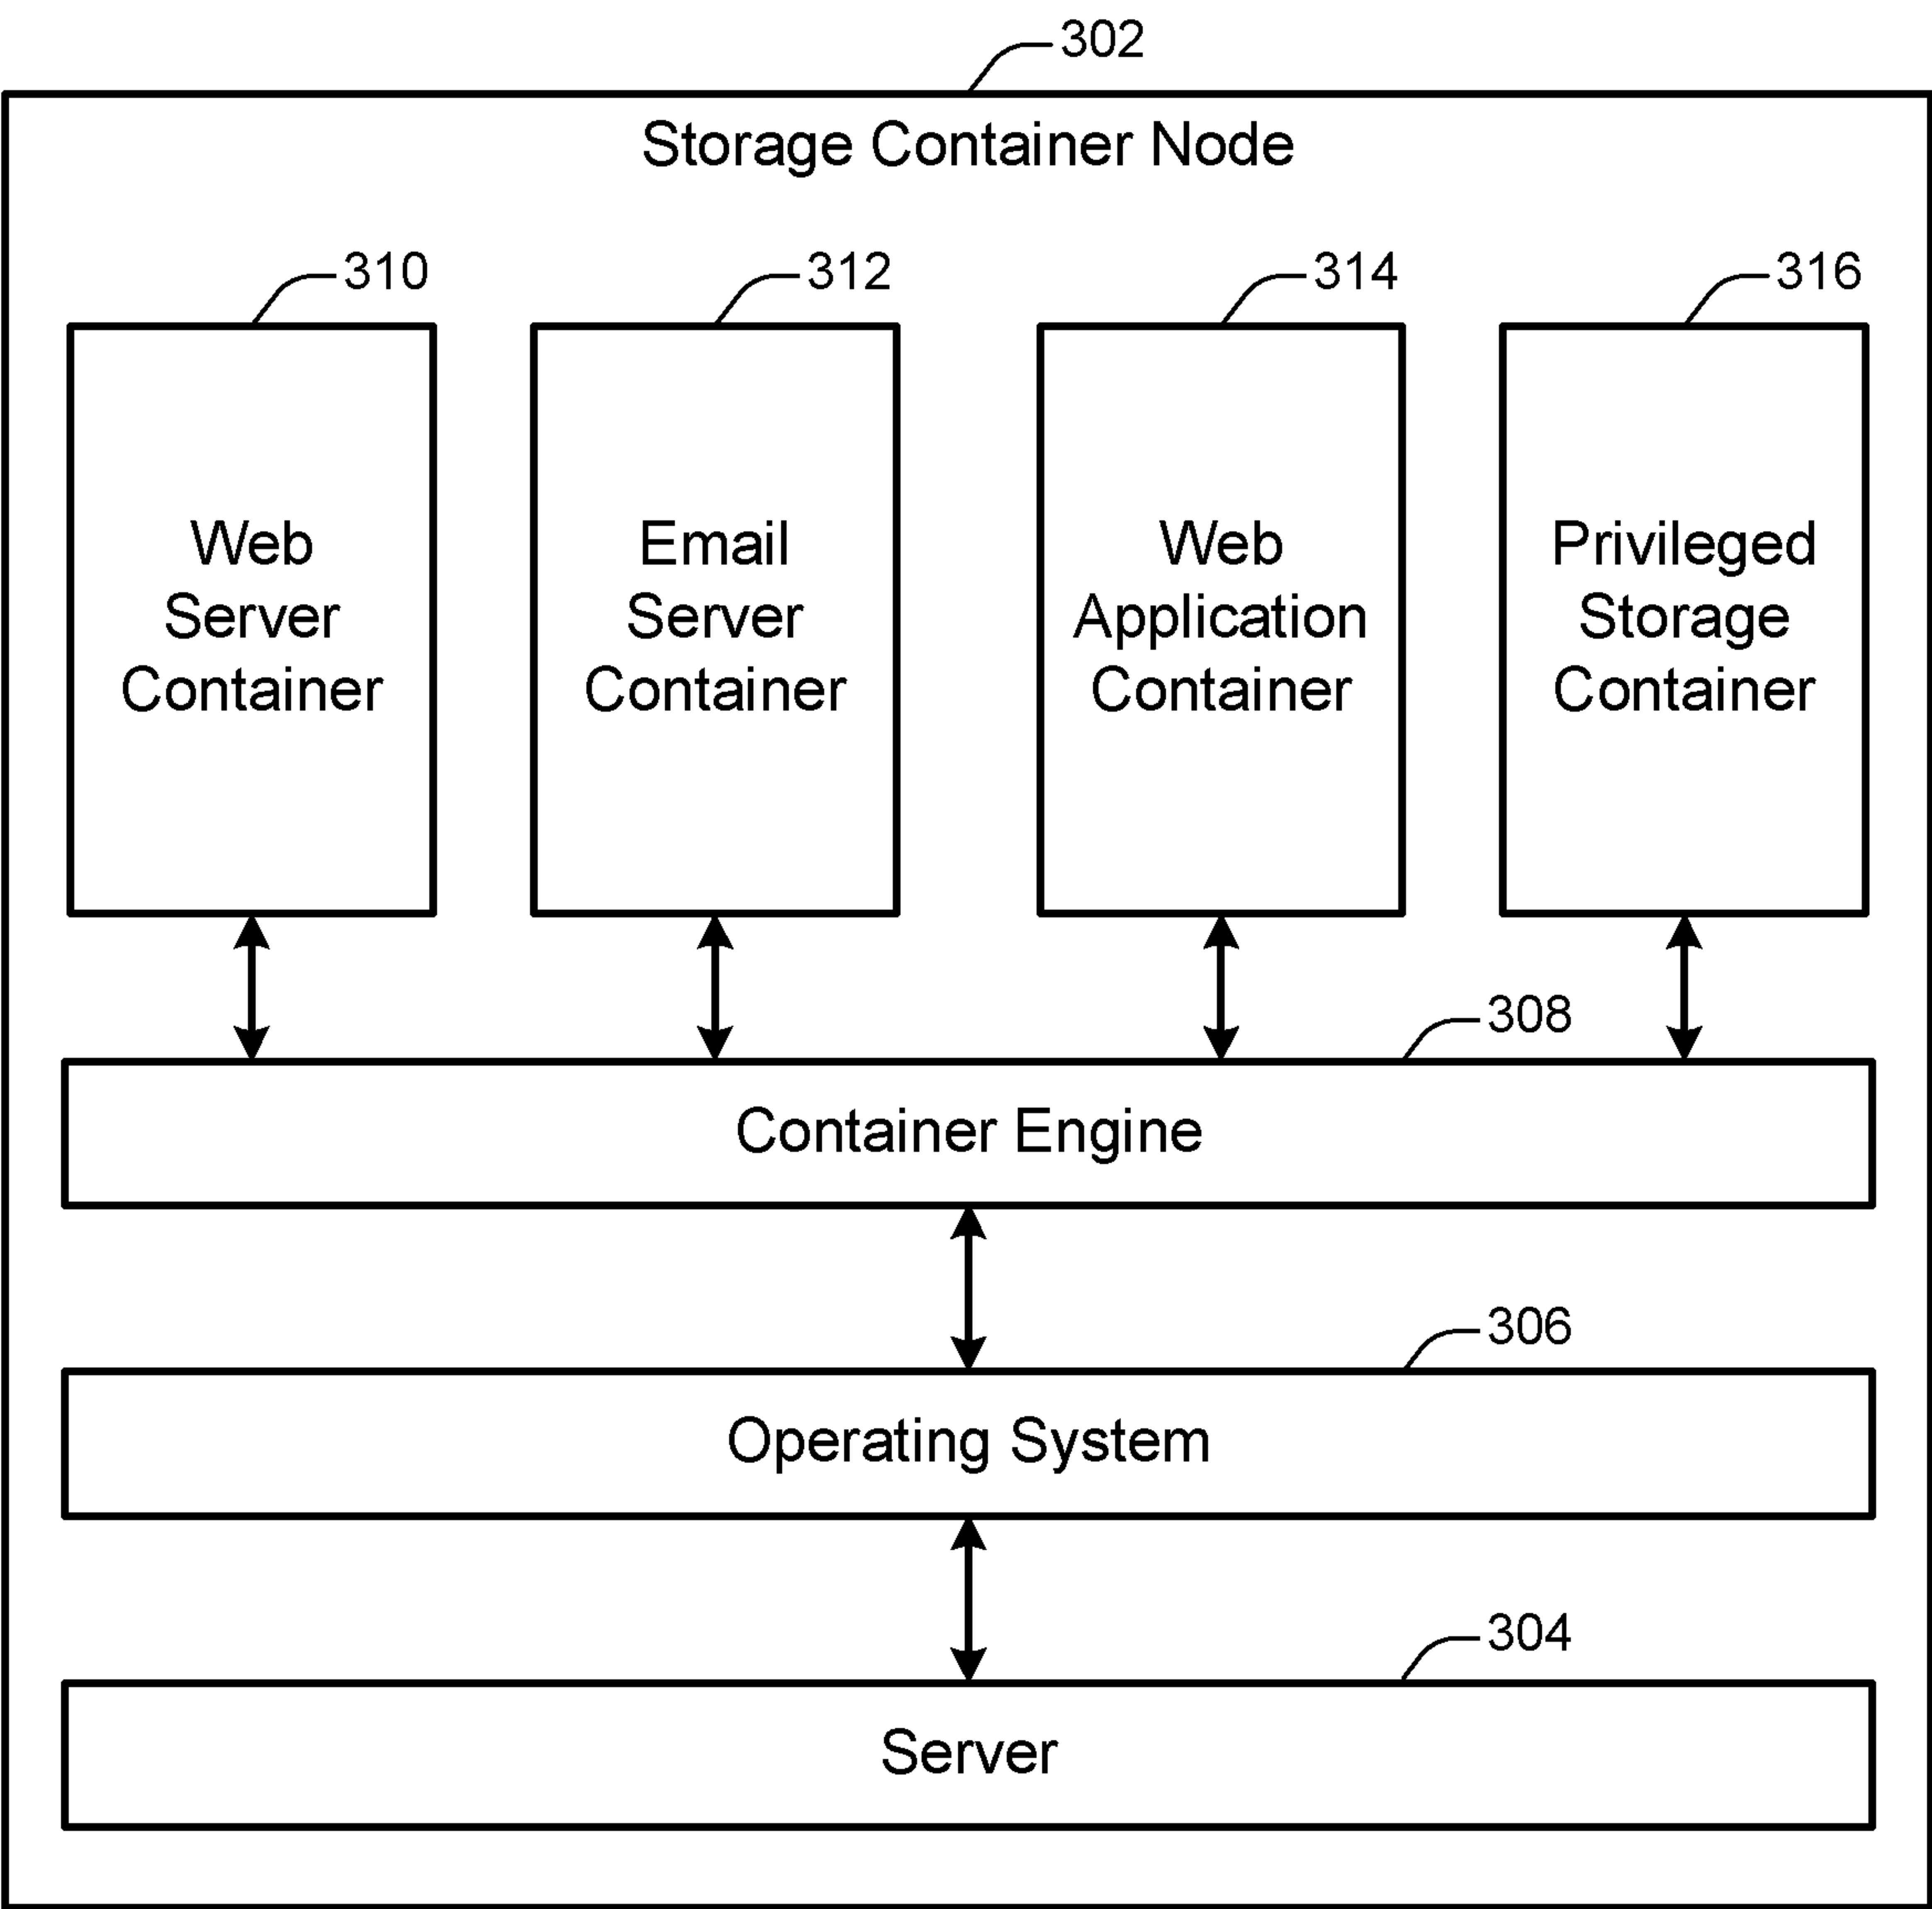 302
Storage Container Node
310
312
314
316
Web
Server
Container
Email
Server
Container
Web
Application
Container
Privileged
Storage
Container
308
Container Engine
306
Operating System
304
Server